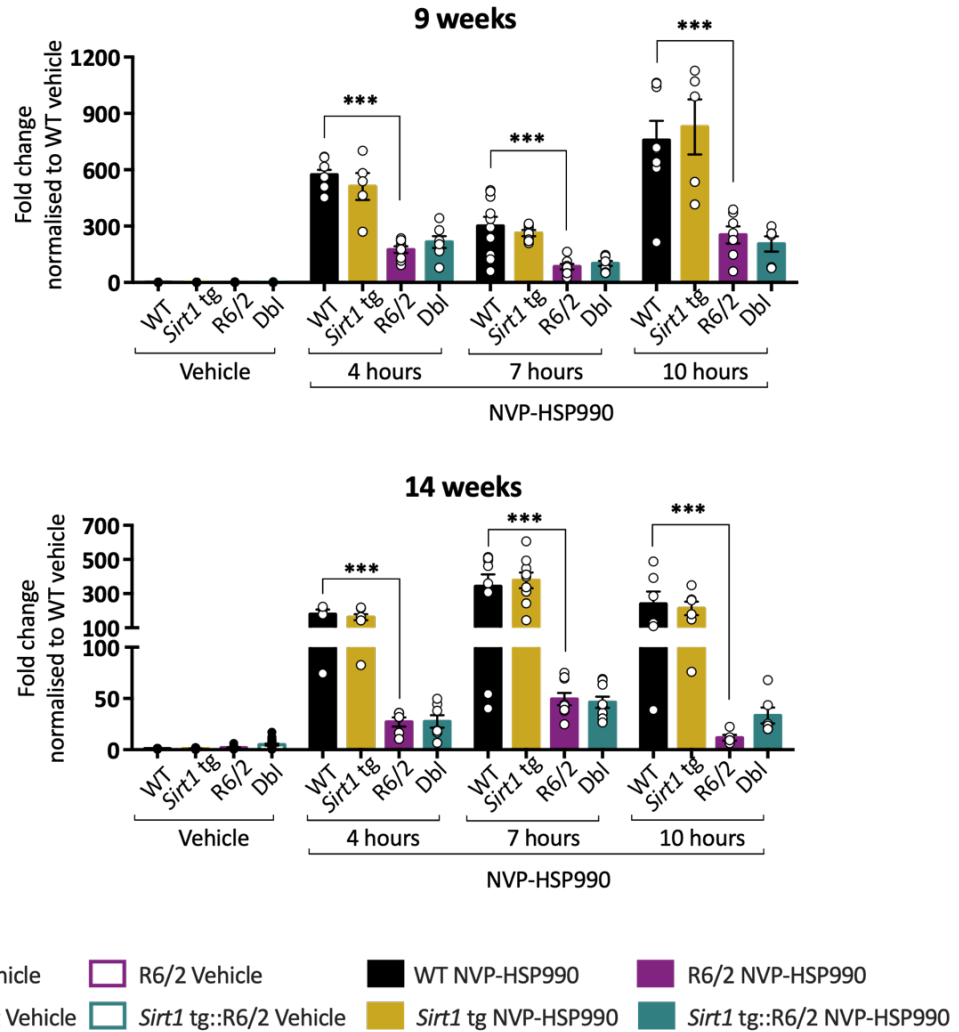 9 weeks
Fold change
normalised to WT vehicle
1200
900
600
300
0
***
***
***
WT
Sirt1 tg
R6/2
Dbl
WT
Sirt1 tg
R6/2
Dbl
WT
Sirt1 tg
R6/2
Dbl
WT
Sirt1 tg
R6/2
Dbl
Vehicle
4 hours
7 hours
10 hours
NVP-HSP990
14 weeks
Fold change
normalised to WT vehicle
700
500
300
100
100
50
0
***
***
***
WT
Sirt1 tg
R6/2
Dbl
WT
Sirt1 tg
R6/2
Dbl
WT
Sirt1 tg
R6/2
Dbl
WT
Sirt1 tg
R6/2
Dbl
Vehicle
4 hours
7 hours
10 hours
NVP-HSP990
hicle R6/2 Vehicle WT NVP-HSP990 R6/2 NVP-HSP990
Vehicle Sirt1 tg::R6/2 Vehicle Sirt1 tg NVP-HSP990 Sirt1 tg::R6/2 NVP-HSP990